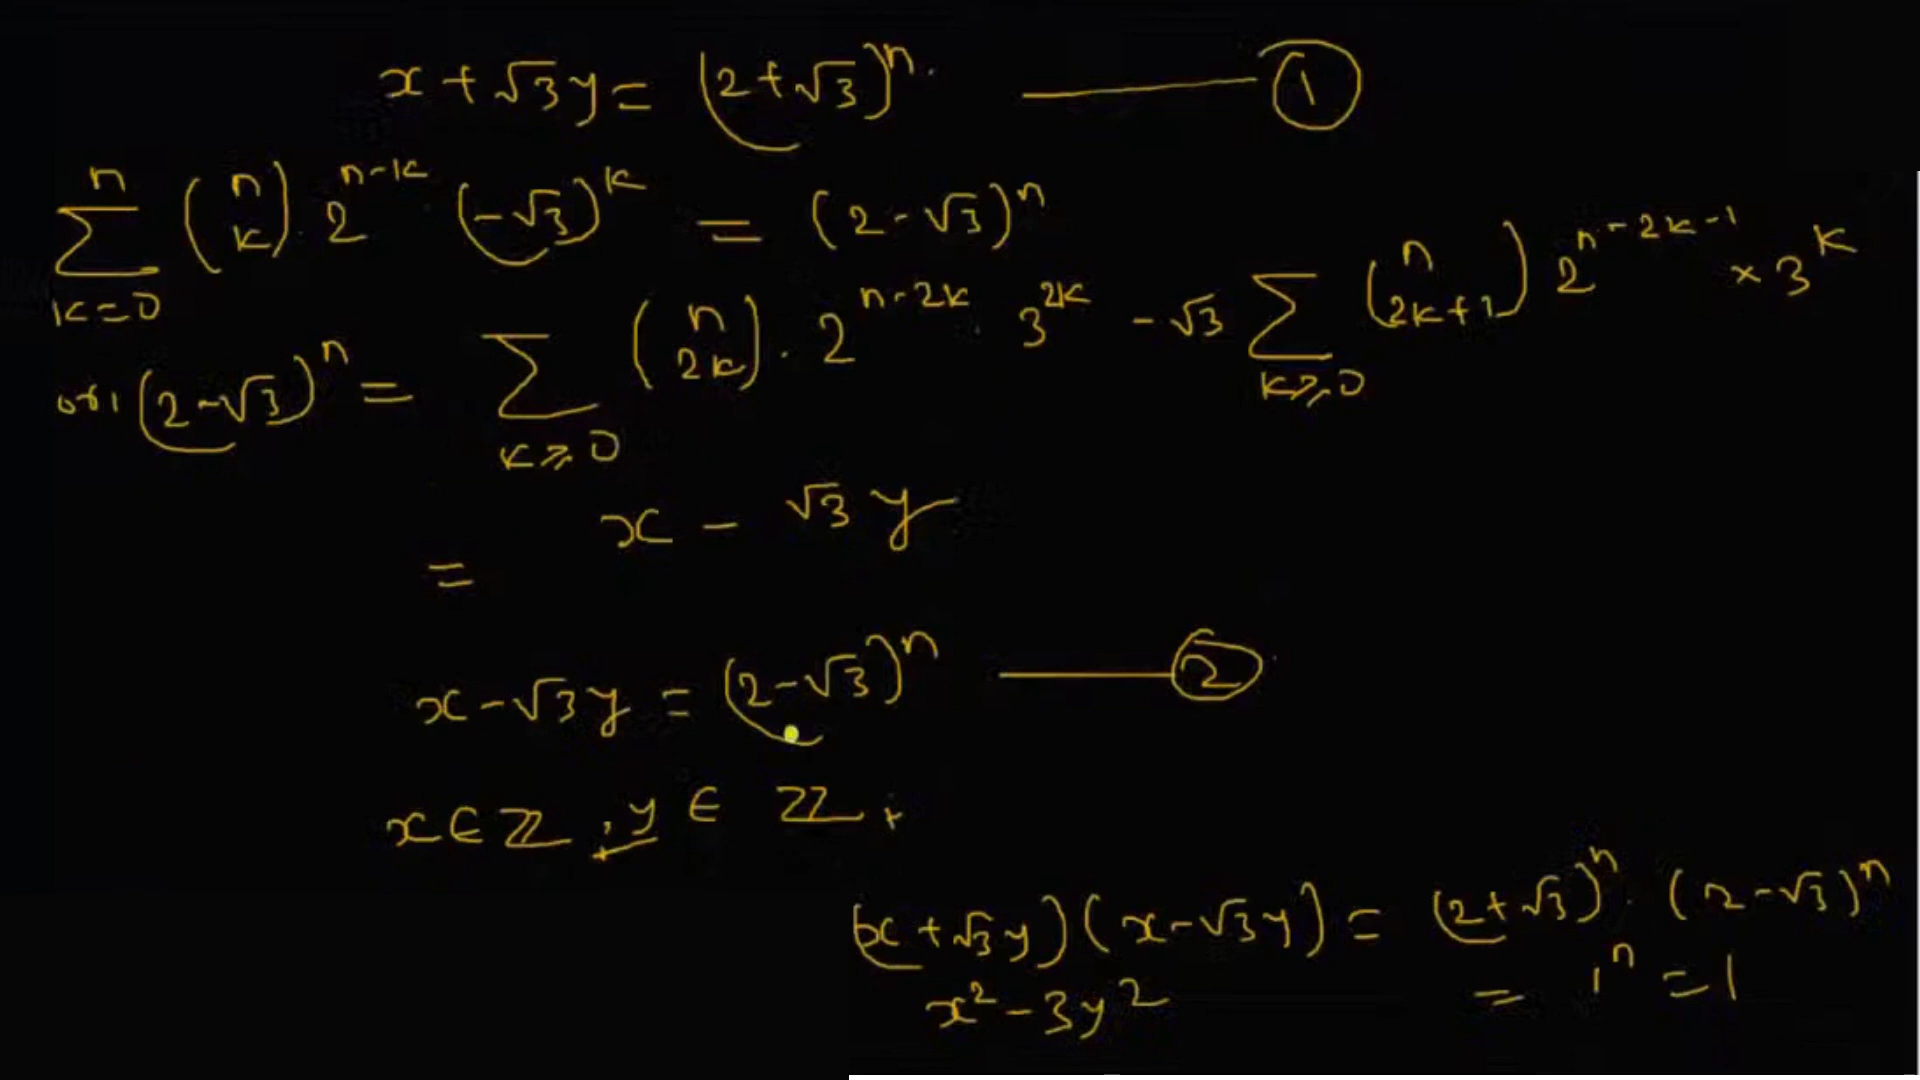 x + √3y = (2+√3)ⁿ. ——— ①
∑_{k=0}^{n} (n k) . 2^{n-k} (-√3)^k = (2-√3)ⁿ
or, (2-√3)ⁿ = ∑_{k⩾0} (n 2k) . 2^{n-2k} . 3^{2k} - √3 ∑_{k⩾0} (n 2k+1) 2^{n-2k-1} × 3^k
= x - √3 y
x - √3y = (2-√3)ⁿ ——— ②
x ∈ ℤ , y ∈ ℤ +
(x + √3y)(x - √3y) = (2+√3)ⁿ . (2-√3)ⁿ
x² - 3y² = 1ⁿ = 1